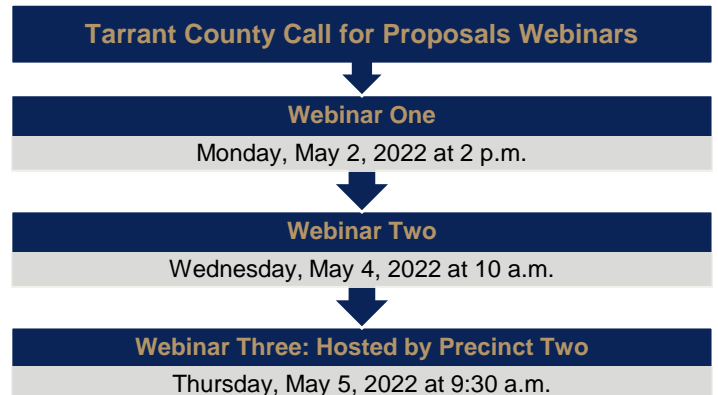 Tarrant County Call for Proposals Webinars
Webinar One
Monday, May 2, 2022 at 2 p.m.
Webinar Two
Wednesday, May 4, 2022 at 10 a.m.
Webinar Three: Hosted by Precinct Two
Thursday, May 5, 2022 at 9:30 a.m.